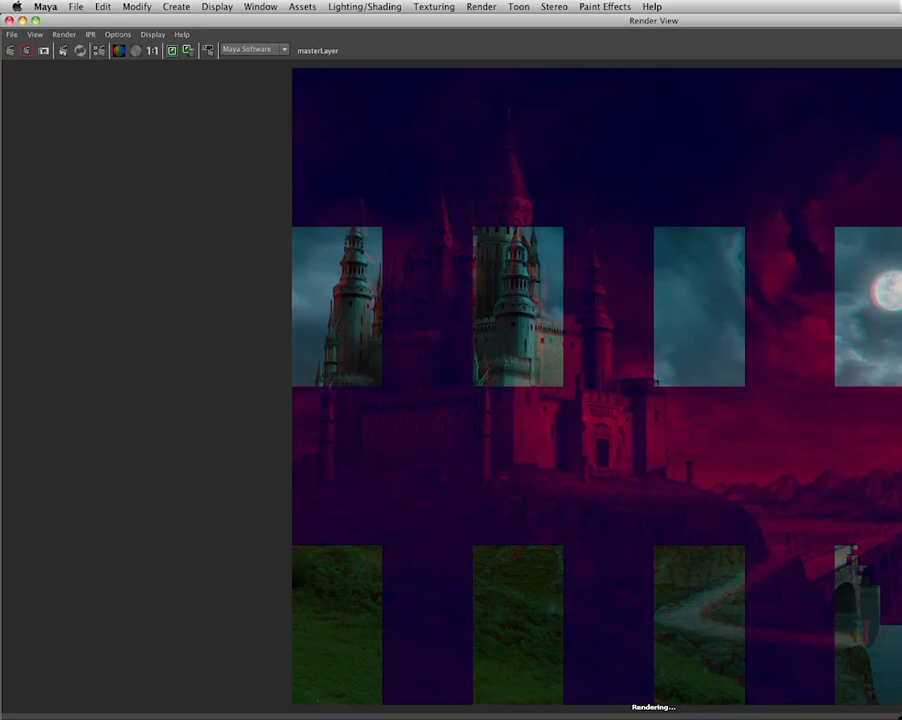 Maya File Edit Modify Create Display Window Assets Lighting/Shading Texturing Render Toon Stereo Paint Effects Help
Render View
File View Render IPR Options Display Help
1:1 Maya Software masterLayer
Rendering...